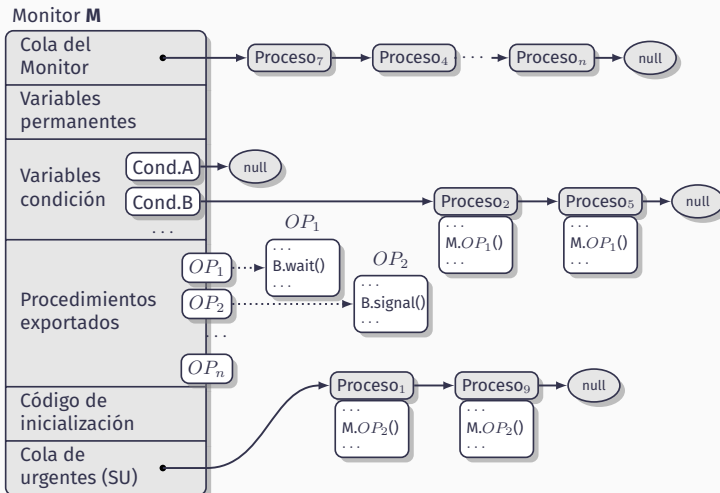 Monitor M
Cola del
Monitor
Proceso₇
Proceso₄
···
Procesoₙ
null
Variables
permanentes
Variables
condición
Cond.A
null
Cond.B
...
Proceso₂
...
M.OP₁()
...
Proceso₅
...
M.OP₁()
...
null
Procedimientos
exportados
OP₁
OP₂
...
OPₙ
OP₁
...
B.wait()
...
OP₂
...
B.signal()
...
Código de
inicialización
Cola de
urgentes (SU)
Proceso₁
...
M.OP₂()
...
Proceso₉
...
M.OP₂()
...
null